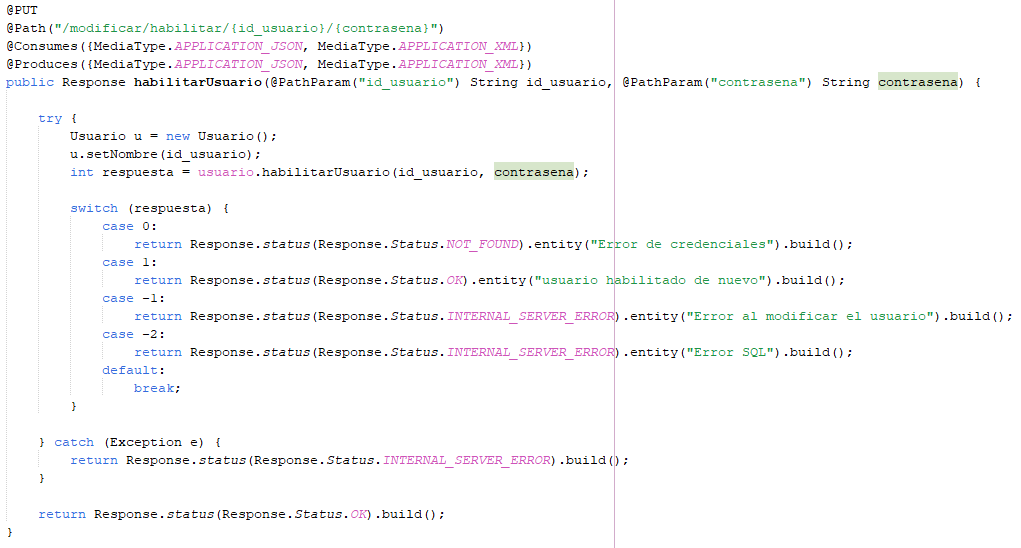 @PUT
@Path("/modificar/habilitar/{id_usuario}/{contrasena}")
@Consumes({MediaType.APPLICATION_JSON, MediaType.APPLICATION_XML})
@Produces({MediaType.APPLICATION_JSON, MediaType.APPLICATION_XML})
public Response habilitarUsuario(@PathParam("id_usuario") String id_usuario, @PathParam("contrasena") String contrasena) {
try {
Usuario u = new Usuario();
u.setNombre(id_usuario);
int respuesta = usuario.habilitarUsuario(id_usuario, contrasena);
switch (respuesta) {
case 0:
return Response.status(Response.Status.NOT_FOUND).entity("Error de credenciales").build();
case 1:
return Response.status(Response.Status.OK).entity("usuario habilitado de nuevo").build();
case -1:
return Response.status(Response.Status.INTERNAL_SERVER_ERROR).entity("Error al modificar el usuario").build();
case -2:
return Response.status(Response.Status.INTERNAL_SERVER_ERROR).entity("Error SQL").build();
default:
break;
}
} catch (Exception e) {
return Response.status(Response.Status.INTERNAL_SERVER_ERROR).build();
}
return Response.status(Response.Status.OK).build();
}